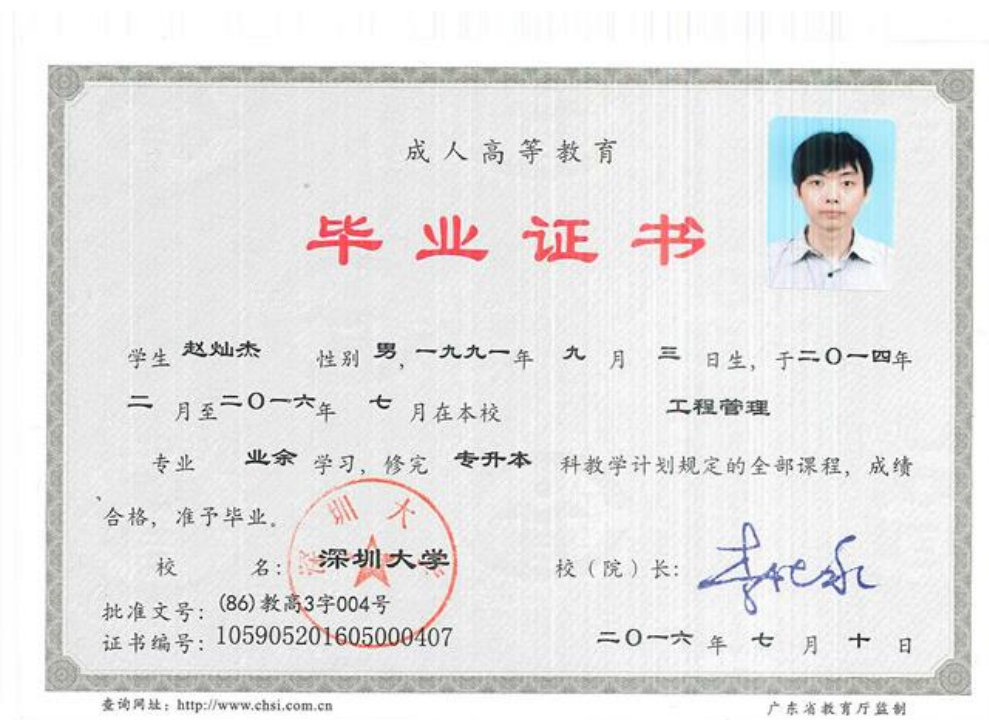 成人高等教育
毕业证书
学生 赵灿杰 性别 男,一九九一年 九 月 三 日生,于二〇一四年
二 月至二〇一六年 七 月在本校 工程管理
专业 业余 学习,修完 专升本 科教学计划规定的全部课程,成绩
合格,准予毕业。
校 名:深圳大学
校(院)长:
批准文号:(86)教高3字004号
证书编号:105905201605000407
二〇一六 年 七 月 十 日
查询网址:http://www.chsi.com.cn
广东省教育厅监制